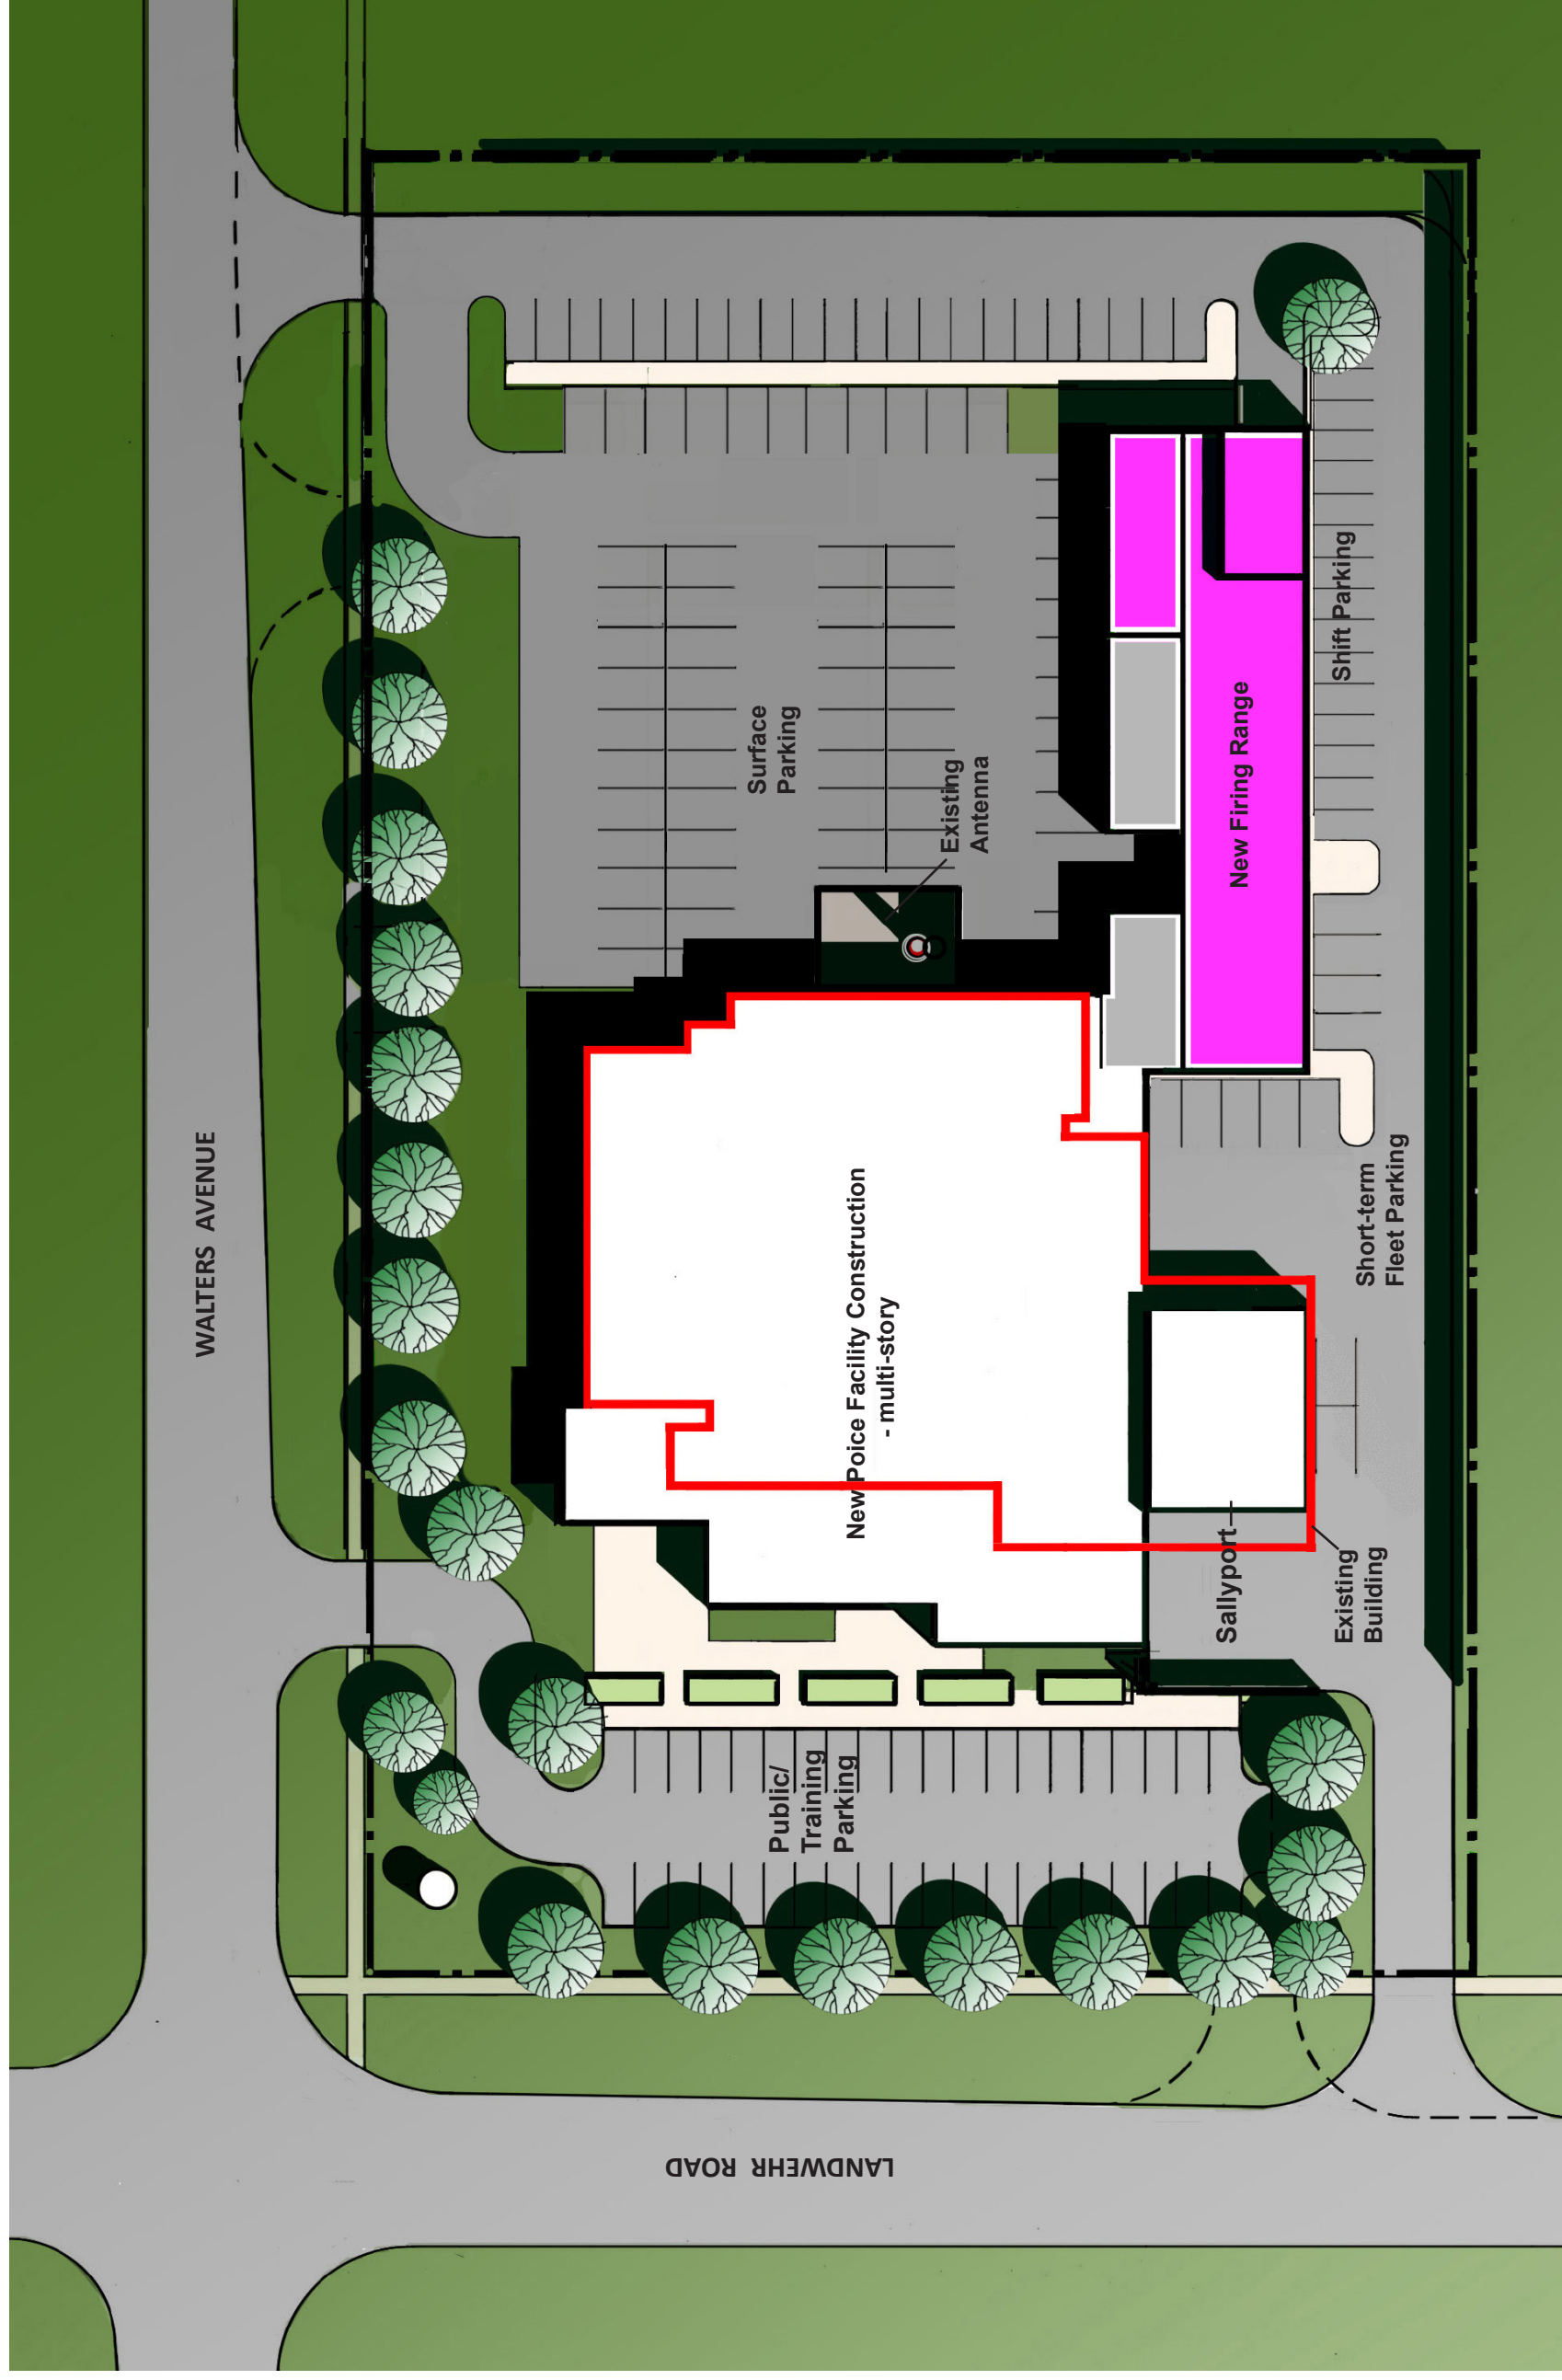 WALTERS AVENUE
Surface
Parking
Existing
Antenna
New Firing Range
Shift Parking
New Poice Facility Construction
- multi-story
Short-term
Fleet Parking
Sallyport
Existing
Building
Public/
Training
Parking
LANDWEHR ROAD